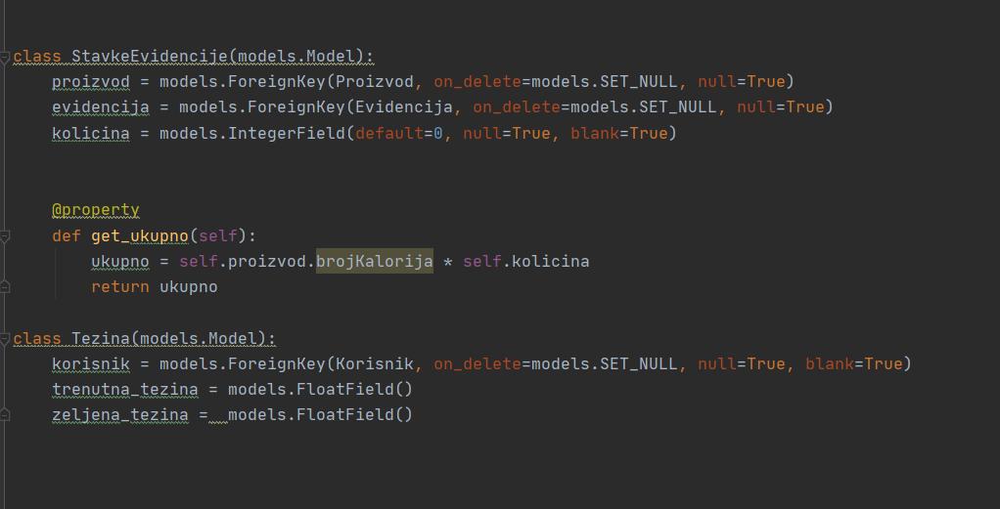 class StavkeEvidencije(models.Model):
    proizvod = models.ForeignKey(Proizvod, on_delete=models.SET_NULL, null=True)
    evidencija = models.ForeignKey(Evidencija, on_delete=models.SET_NULL, null=True)
    kolicina = models.IntegerField(default=0, null=True, blank=True)
    @property
    def get_ukupno(self):
        ukupno = self.proizvod.brojKalorija * self.kolicina
        return ukupno
class Tezina(models.Model):
    korisnik = models.ForeignKey(Korisnik, on_delete=models.SET_NULL, null=True, blank=True)
    trenutna_tezina = models.FloatField()
    zeljena_tezina =  models.FloatField()